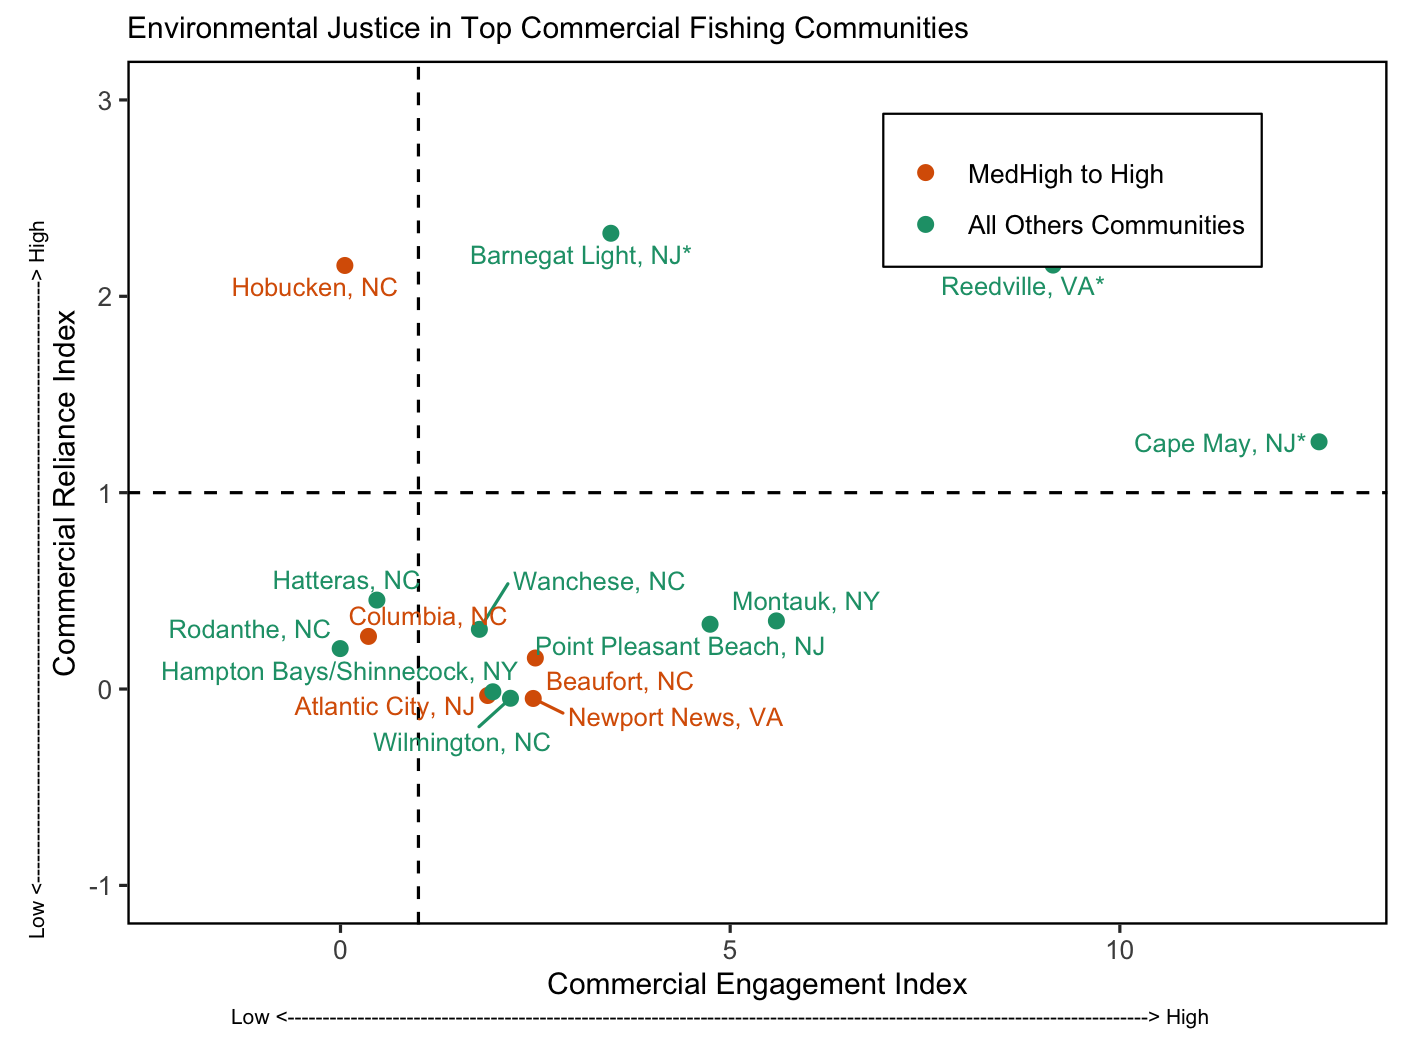 Environmental Justice in Top Commercial Fishing Communities
3
MedHigh to High
All Others Communities
Barnegat Light, NJ*
Hobucken, NC
Reedville, VA*
2
Cape May, NJ*
1
Hatteras, NC
Wanchese, NC
Montauk, NY
Columbia, NC
Rodanthe, NC
Point Pleasant Beach, NJ
Hampton Bays/Shinnecock, NY
Beaufort, NC
0
Atlantic City, NJ
Newport News, VA
Wilmington, NC
-1
0 5 10
Commercial Engagement Index
Low <---------------------------------------------------------------------------------------------------------------------------> High
Commercial Reliance Index
Low <---------------------------------------------------------------------------------------> High